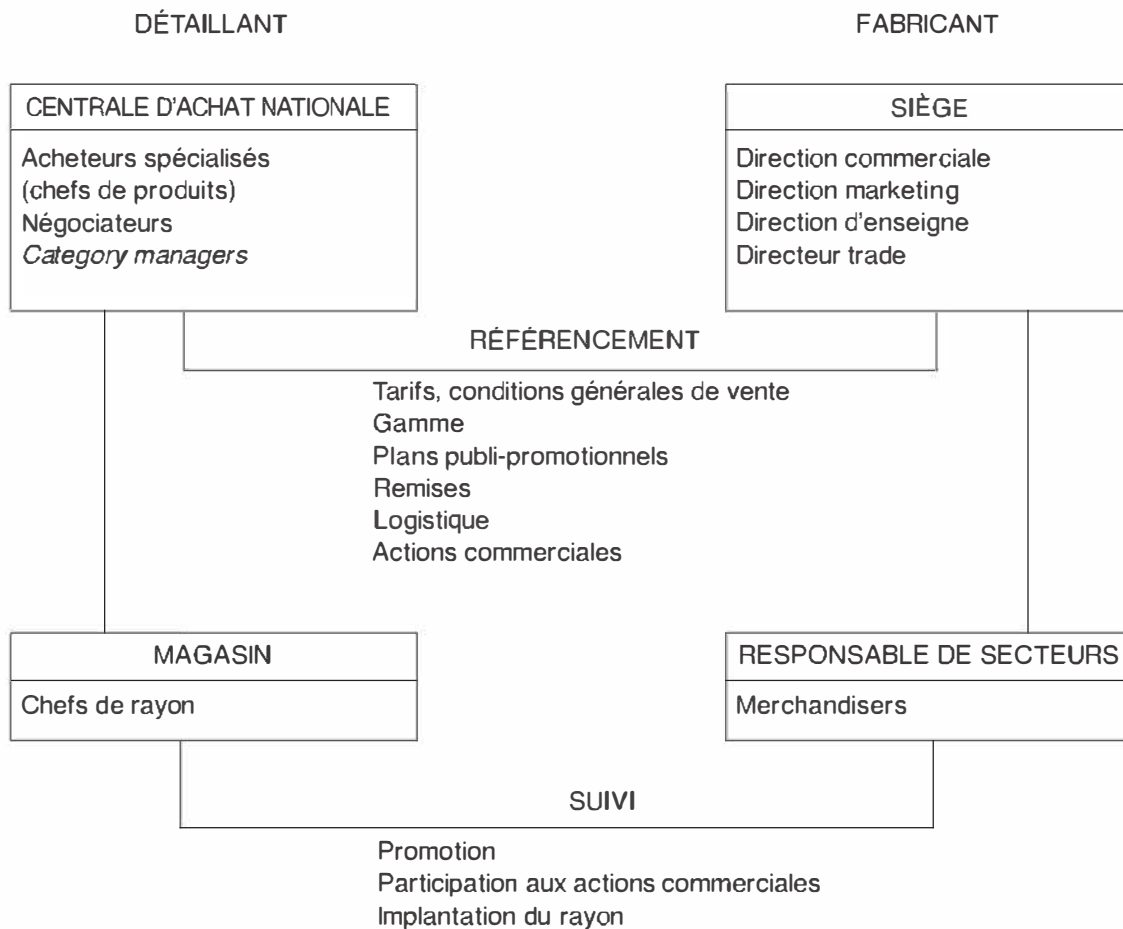 DÉTAILLANT
FABRICANT
CENTRALE D'ACHAT NATIONALE
Acheteurs spécialisés
(chefs de produits)
Négociateurs
Category managers
SIÈGE
Direction commerciale
Direction marketing
Direction d'enseigne
Directeur trade
RÉFÉRENCEMENT
Tarifs, conditions générales de vente
Gamme
Plans publi-promotionnels
Remises
Logistique
Actions commerciales
MAGASIN
Chefs de rayon
RESPONSABLE DE SECTEURS
Merchandisers
SUIVI
Promotion
Participation aux actions commerciales
Implantation du rayon